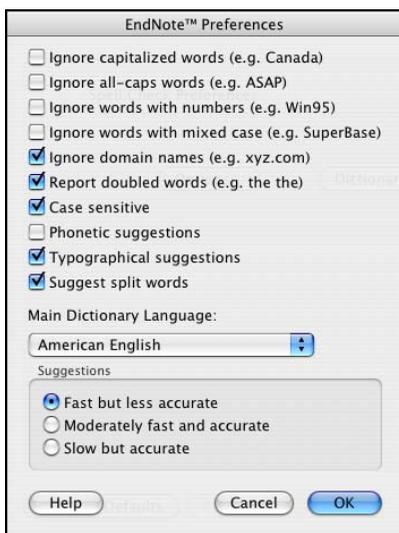 EndNote™ Preferences
Ignore capitalized words (e.g. Canada)
Ignore all-caps words (e.g. ASAP)
Ignore words with numbers (e.g. Win95)
Ignore words with mixed case (e.g. SuperBase)
Ignore domain names (e.g. xyz.com)
Report doubled words (e.g. the the)
Case sensitive
Phonetic suggestions
Typographical suggestions
Suggest split words
Main Dictionary Language:
American English
Suggestions
Fast but less accurate
Moderately fast and accurate
Slow but accurate
Help Defaults Cancel OK